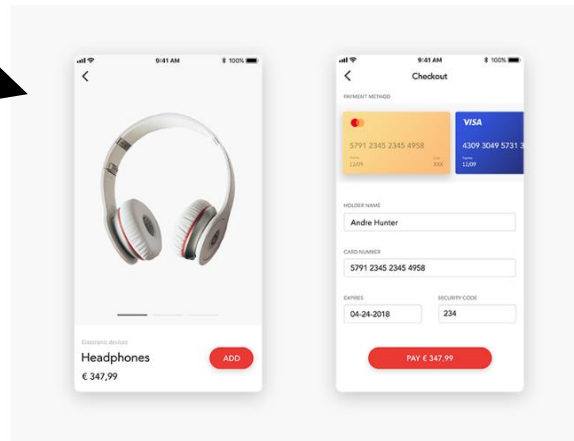 9:41 AM
100%
Electronic devices
Headphones
ADD
€ 347,99
9:41 AM
100%
Checkout
PAYMENT METHOD
VISA
5791 2345 2345 4958
4309 3049 5731 3
12/09
XXX
12/09
HOLDER NAME
Andre Hunter
CARD NUMBER
5791 2345 2345 4958
EXPIRES
SECURITY CODE
04-24-2018
234
PAY € 347,99